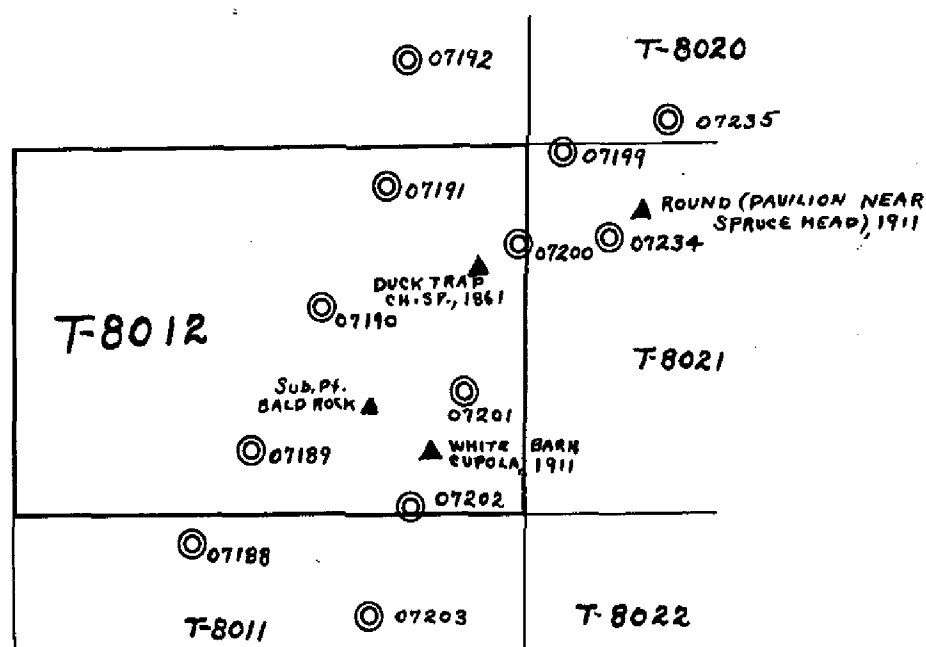 07192
T-8020
07235
07199
07191
ROUND (PAVILION NEAR
SPRUCE HEAD), 1911
07200
07234
DUCK TRAP
CH. SP., 1861
07190
T-8012
T-8021
Sub. Pt.
BALD ROCK
07201
WHITE BARN
CUPOLA, 1911
07189
07202
07188
07203
T-8011
T-8022